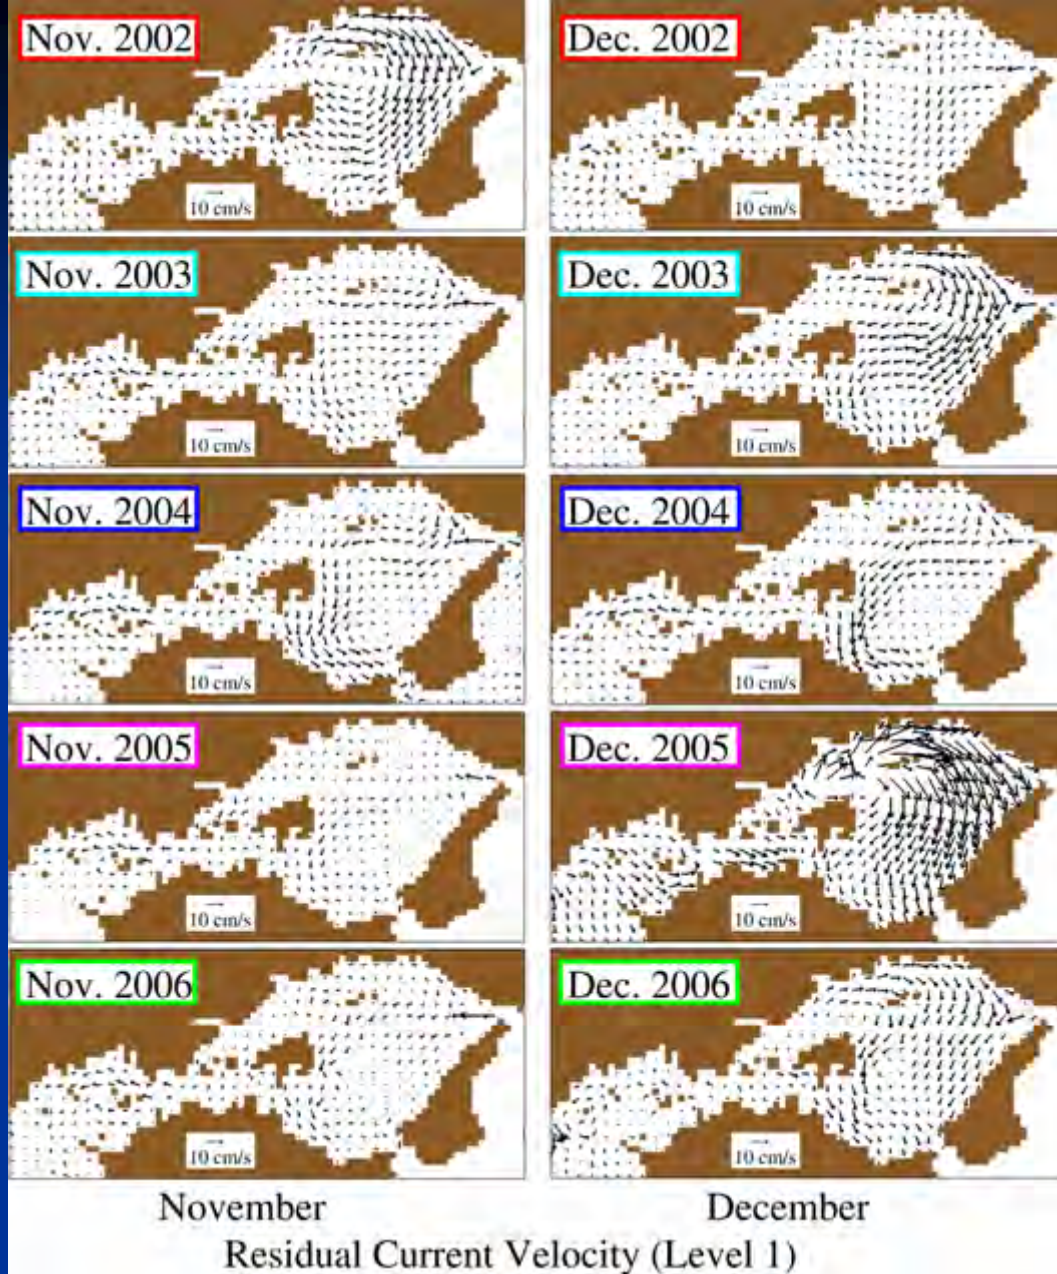 Nov. 2002
Dec. 2002
10 cm/s
10 cm/s
Nov. 2003
Dec. 2003
10 cm/s
10 cm/s
Nov. 2004
Dec. 2004
10 cm/s
10 cm/s
Nov. 2005
Dec. 2005
10 cm/s
10 cm/s
Nov. 2006
Dec. 2006
10 cm/s
10 cm/s
November
December
Residual Current Velocity (Level 1)